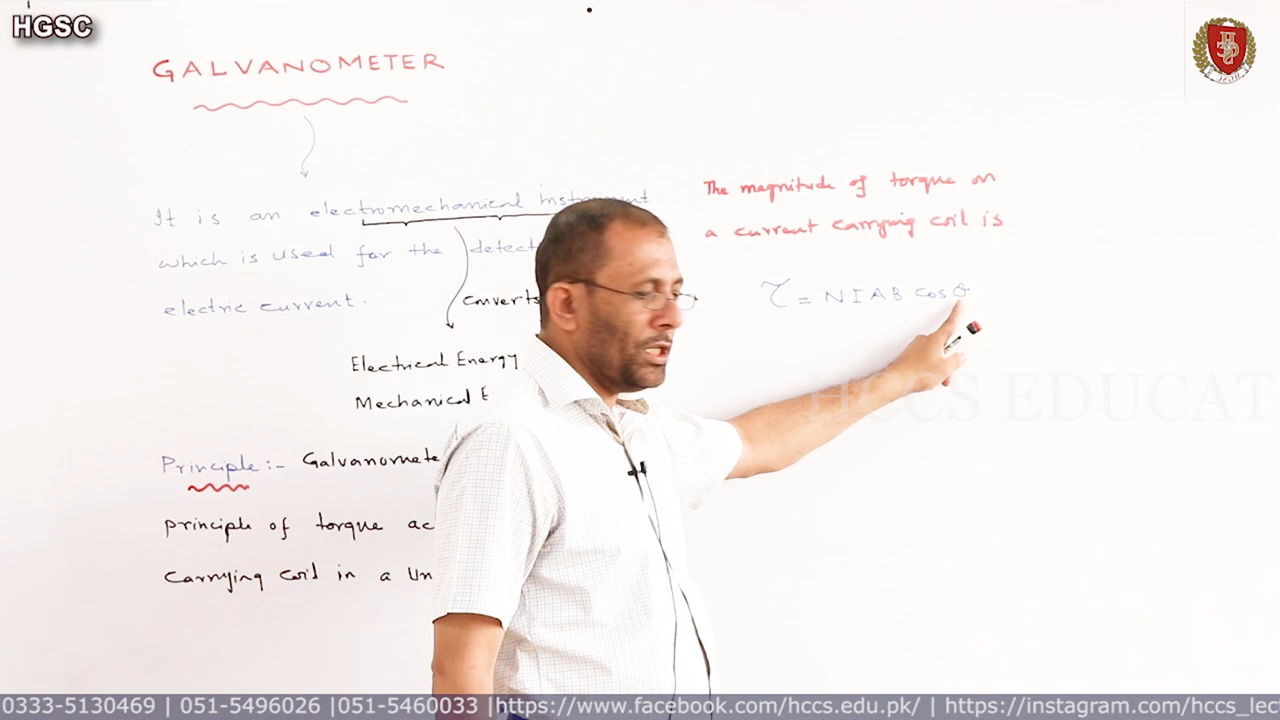 HGSC
GALVANOMETER
It is an electromechanical instrument
which is used for the detect
electric current.
Converts
Electrical Energy
Mechanical E
Principle:- Galvanomete
principle of torque ac
Carrying coil in a Un
The magnitude of torque on
a current carrying coil is
τ = NIAB Cos θ
HCCS EDUCAT
0333-5130469 | 051-5496026 |051-5460033 |https://www.facebook.com/hccs.edu.pk/ | https://instagram.com/hccs_lec